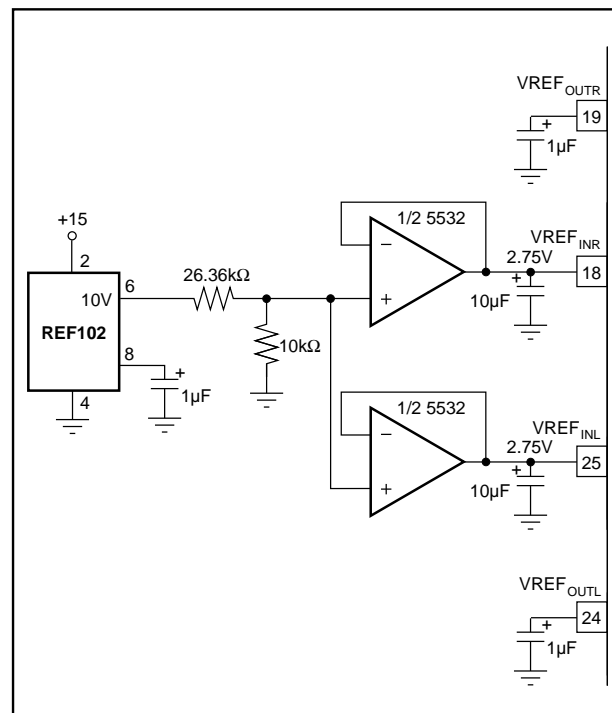 VREF OUTR
19
+
1µF
+15
2
1/2 5532
VREF INR
26.36kΩ
6
−
2.75V
18
10V
+
+
10µF
REF102
8
10kΩ
+
1µF
4
1/2 5532
VREF INL
−
2.75V
25
+
+
10µF
VREF OUTL
24
+
1µF